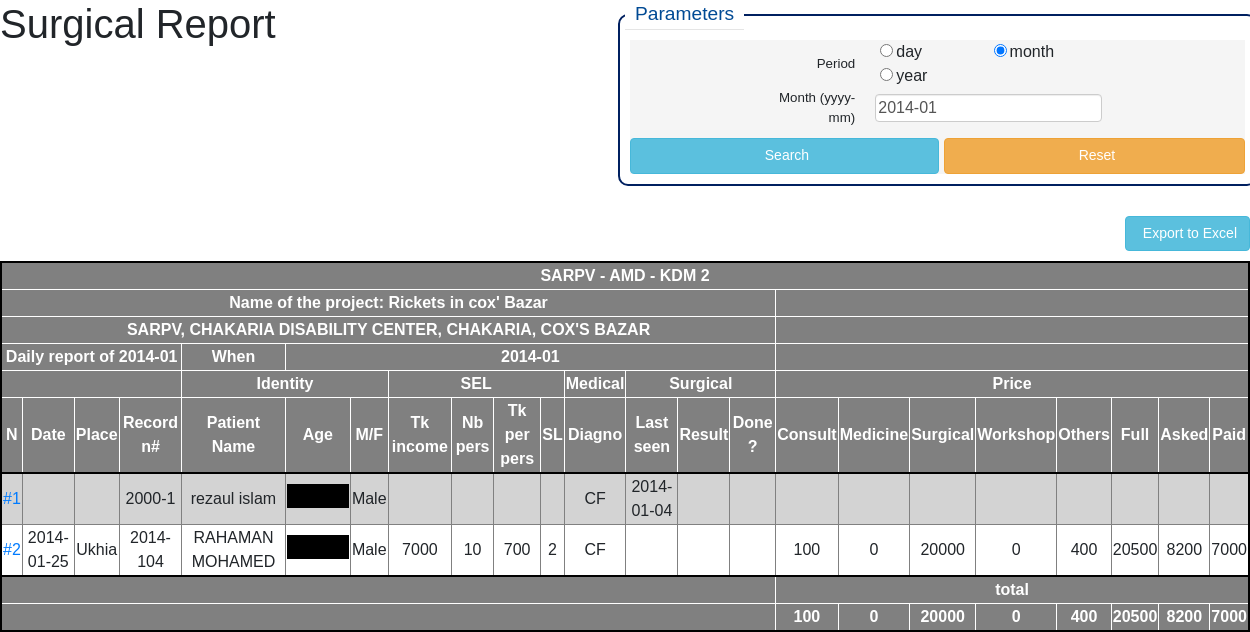 Surgical Report
Parameters
Period
day
month
year
Month (yyyy-
mm)
2014-01
Search
Reset
Export to Excel
SARPV - AMD - KDM 2
Name of the project: Rickets in cox' Bazar
SARPV, CHAKARIA DISABILITY CENTER, CHAKARIA, COX'S BAZAR
Daily report of 2014-01 When 2014-01
Identity SEL Medical Surgical Price
N Date Place Record n# Patient Name Age M/F Tk income Nb pers Tk per pers SL Diagno Last seen Result Done ? Consult Medicine Surgical Workshop Others Full Asked Paid
#1 2000-1 rezaul islam Male CF 2014-01-04
#2 2014-01-25 Ukhia 2014-104 RAHAMAN MOHAMED Male 7000 10 700 2 CF 100 0 20000 0 400 20500 8200 7000
total
100 0 20000 0 400 20500 8200 7000